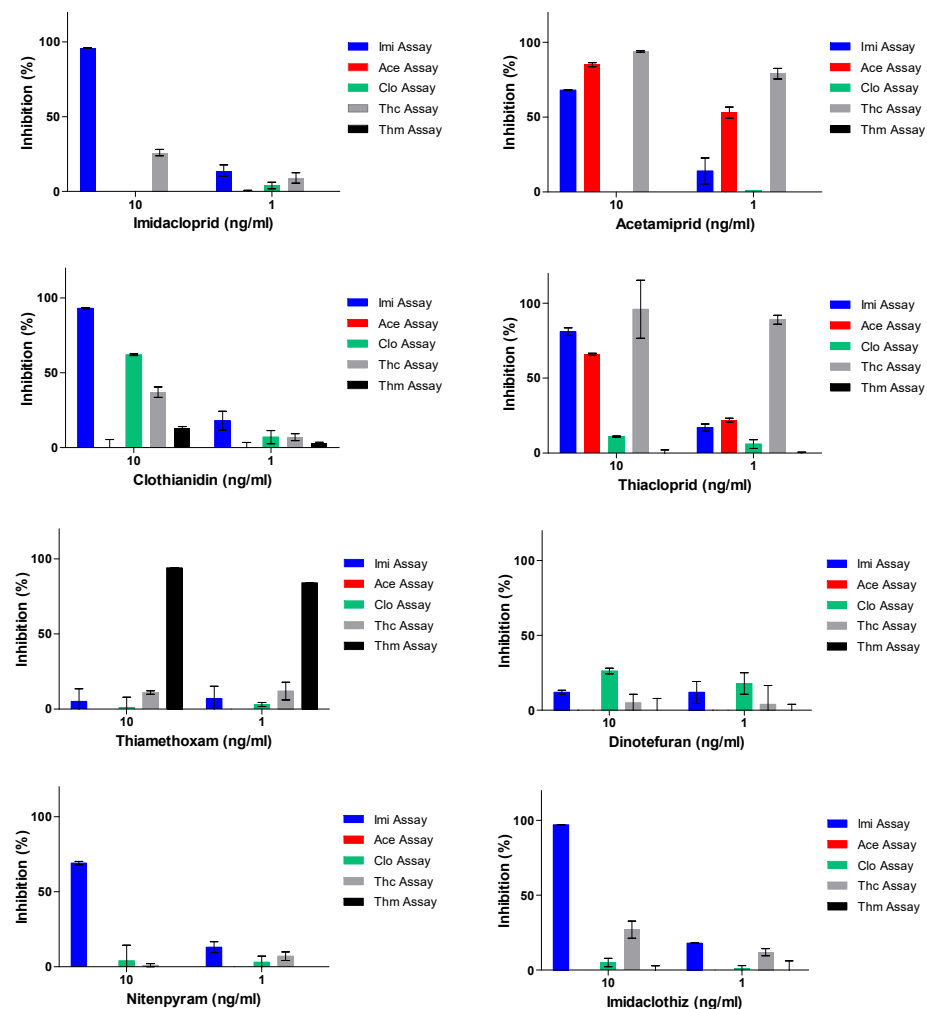 Inhibition (%)
100
50
0
10
1
Imidacloprid (ng/ml)
Imi Assay
Ace Assay
Clo Assay
Thc Assay
Thm Assay
Inhibition (%)
100
50
0
10
1
Acetamiprid (ng/ml)
Imi Assay
Ace Assay
Clo Assay
Thc Assay
Thm Assay
Inhibition (%)
100
50
0
10
1
Clothianidin (ng/ml)
Imi Assay
Ace Assay
Clo Assay
Thc Assay
Thm Assay
Inhibition (%)
100
50
0
10
1
Thiacloprid (ng/ml)
Imi Assay
Ace Assay
Clo Assay
Thc Assay
Thm Assay
Inhibition (%)
100
50
0
10
1
Thiamethoxam (ng/ml)
Imi Assay
Ace Assay
Clo Assay
Thc Assay
Thm Assay
Inhibition (%)
100
50
0
10
1
Dinotefuran (ng/ml)
Imi Assay
Ace Assay
Clo Assay
Thc Assay
Thm Assay
Inhibition (%)
100
50
0
10
1
Nitenpyram (ng/ml)
Imi Assay
Ace Assay
Clo Assay
Thc Assay
Thm Assay
Inhibition (%)
100
50
0
10
1
Imidaclothiz (ng/ml)
Imi Assay
Ace Assay
Clo Assay
Thc Assay
Thm Assay